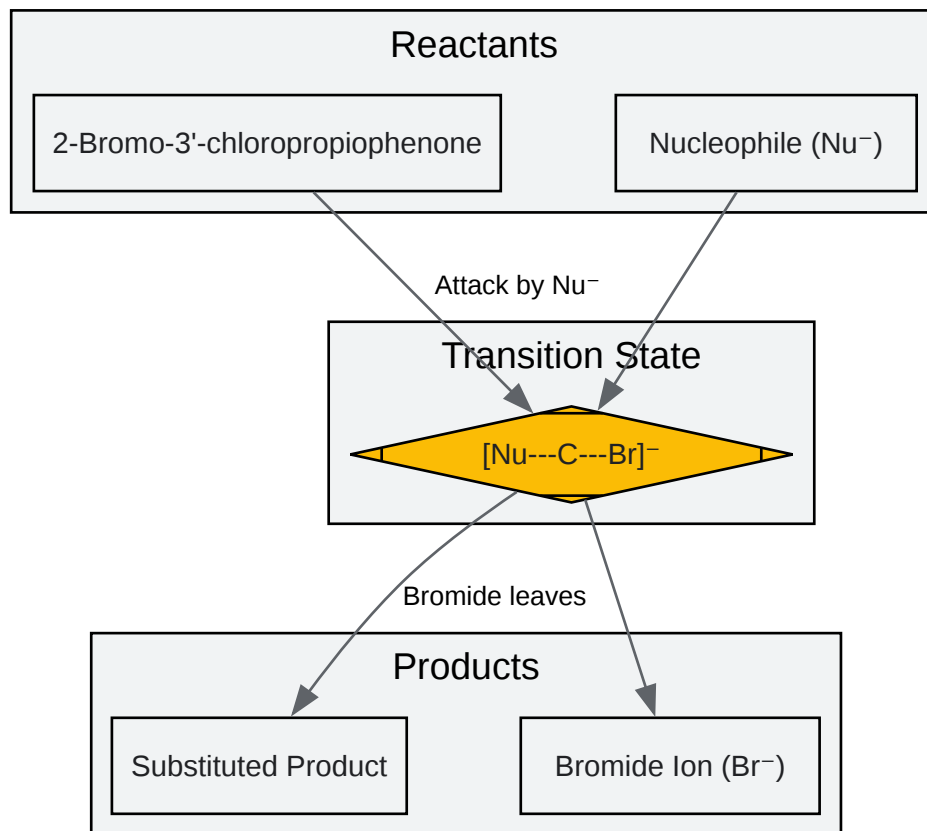 Reactants
2-Bromo-3'-chloropropiophenone
Nucleophile (Nu⁻)
Attack by Nu⁻
Transition State
[Nu---C---Br]⁻
Bromide leaves
Products
Substituted Product
Bromide Ion (Br⁻)